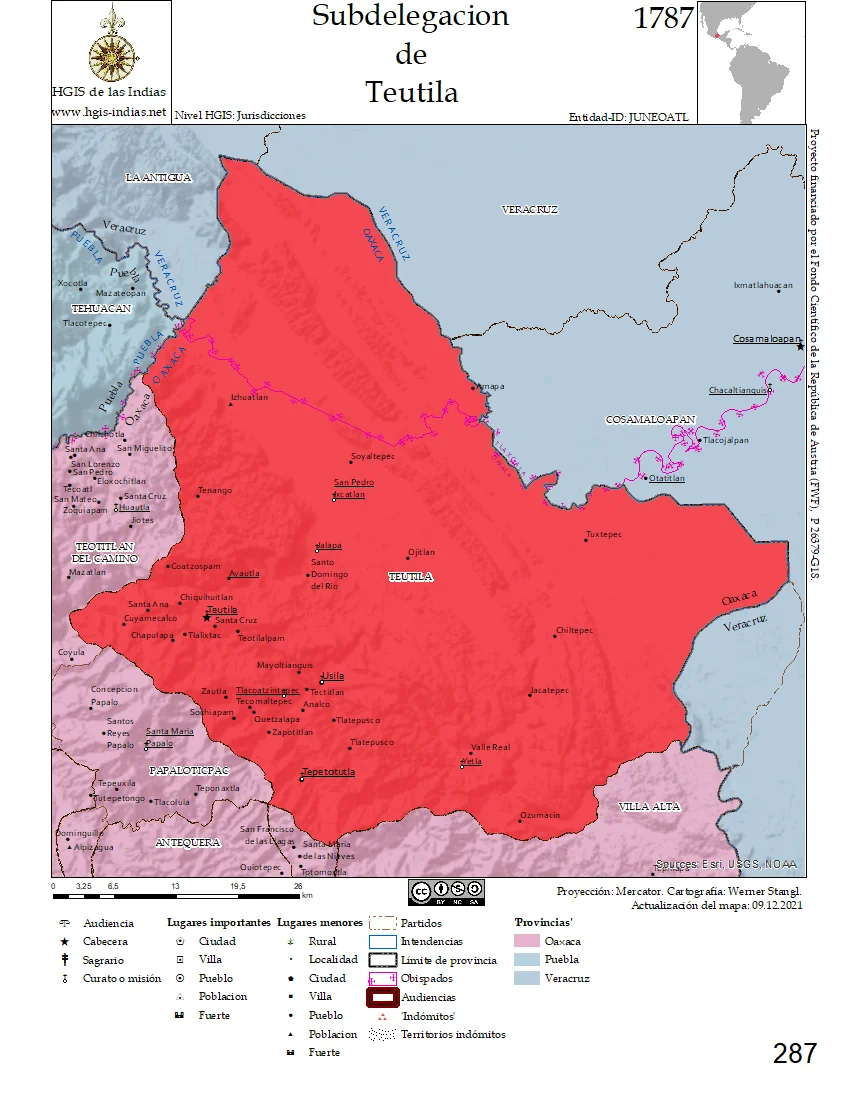 Subdelegacion
de
Teutila
1787
HGIS de las Indias
www.hgis-indias.net
Nivel HGIS: Jurisdicciones
Entidad-ID: JUNEOATL
Proyecto financiado por el Fondo Científico de la República de Austria (FWF), P 26379-G18.
LA ANTIGUA
VERACRUZ
VERACRUZ
OAXACA
Veracruz
PUEBLA
VERACRUZ
Puebla
Xocotla
Mazateopan
TEHUACAN
Tlacotepec
PUEBLA
OAXACA
Puebla
Oaxaca
Ixmatlahuacan
Cosamaloapan
Chacaltianguis
COSAMALOAPAN
Tlacojalpan
Otatitlan
Amapa
Izhuatlan
Soyaltepec
San Pedro
Ixcatlan
Tenango
Santa Ana
San Miguelito
San Lorenzo
San Pedro
Eloxochitlan
Tecoatl
Santa Cruz
San Mateo
Huautla
Zoquiapam
Jiotes
TEOTITLAN
DEL CAMINO
Mazatlan
Coatzospam
Ayautla
Jalapa
Santo
Domingo
del Río
Ojitlan
TEUTILA
Tuxtepec
Oaxaca
Veracruz
Chiquihuitlan
Santa Ana
Teutila
Cuyamecalco
Santa Cruz
Chapulapa
Tlalixtac
Teotilalpam
Chiltepec
Coyula
Mayoltianguis
Usila
Concepcion
Papalo
Zautla
Tlacoatzintepec
Tectitlan
Tecomaltepec
Analco
Jacatepec
Sochiapam
Quetzalapa
Tlatepusco
Santos
Reyes
Papalo
Santa Maria
Papalo
Zapotitlan
Tlatepusco
Valle Real
Yetla
PAPALOTICPAC
Tepetotutla
Tepeuxila
Teponaxtla
Tutepetongo
Tlacolula
VILLA ALTA
Ozumacin
Dominguillo
Alpizagua
ANTEQUERA
San Francisco
de las Llagas
Santa Maria
de las Nieves
Quiotepec
Totomoxtla
Sources: Esri, USGS, NOAA
0 3,25 6,5 13 19,5 26
km
CC BY NC SA
Proyección: Mercator. Cartografía: Werner Stangl.
Actualización del mapa: 09.12.2021
Audiencia
Cabecera
Sagrario
Curato o misión
Lugares importantes
Ciudad
Villa
Pueblo
Poblacion
Fuerte
Lugares menores
Rural
Localidad
Ciudad
Villa
Pueblo
Poblacion
Fuerte
Partidos
Intendencias
Límite de provincia
Obispados
Audiencias
'Indómitos'
Territorios indómitos
'Provincias'
Oaxaca
Puebla
Veracruz
287